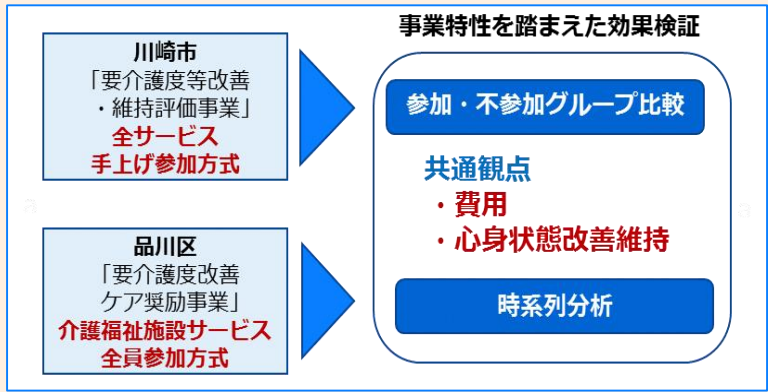 川崎市
「要介護度等改善
・維持評価事業」
全サービス
手上げ参加方式
品川区
「要介護度改善
ケア奨励事業」
介護福祉施設サービス
全員参加方式
事業特性を踏まえた効果検証
参加・不参加グループ比較
共通観点
・費用
・心身状態改善維持
時系列分析